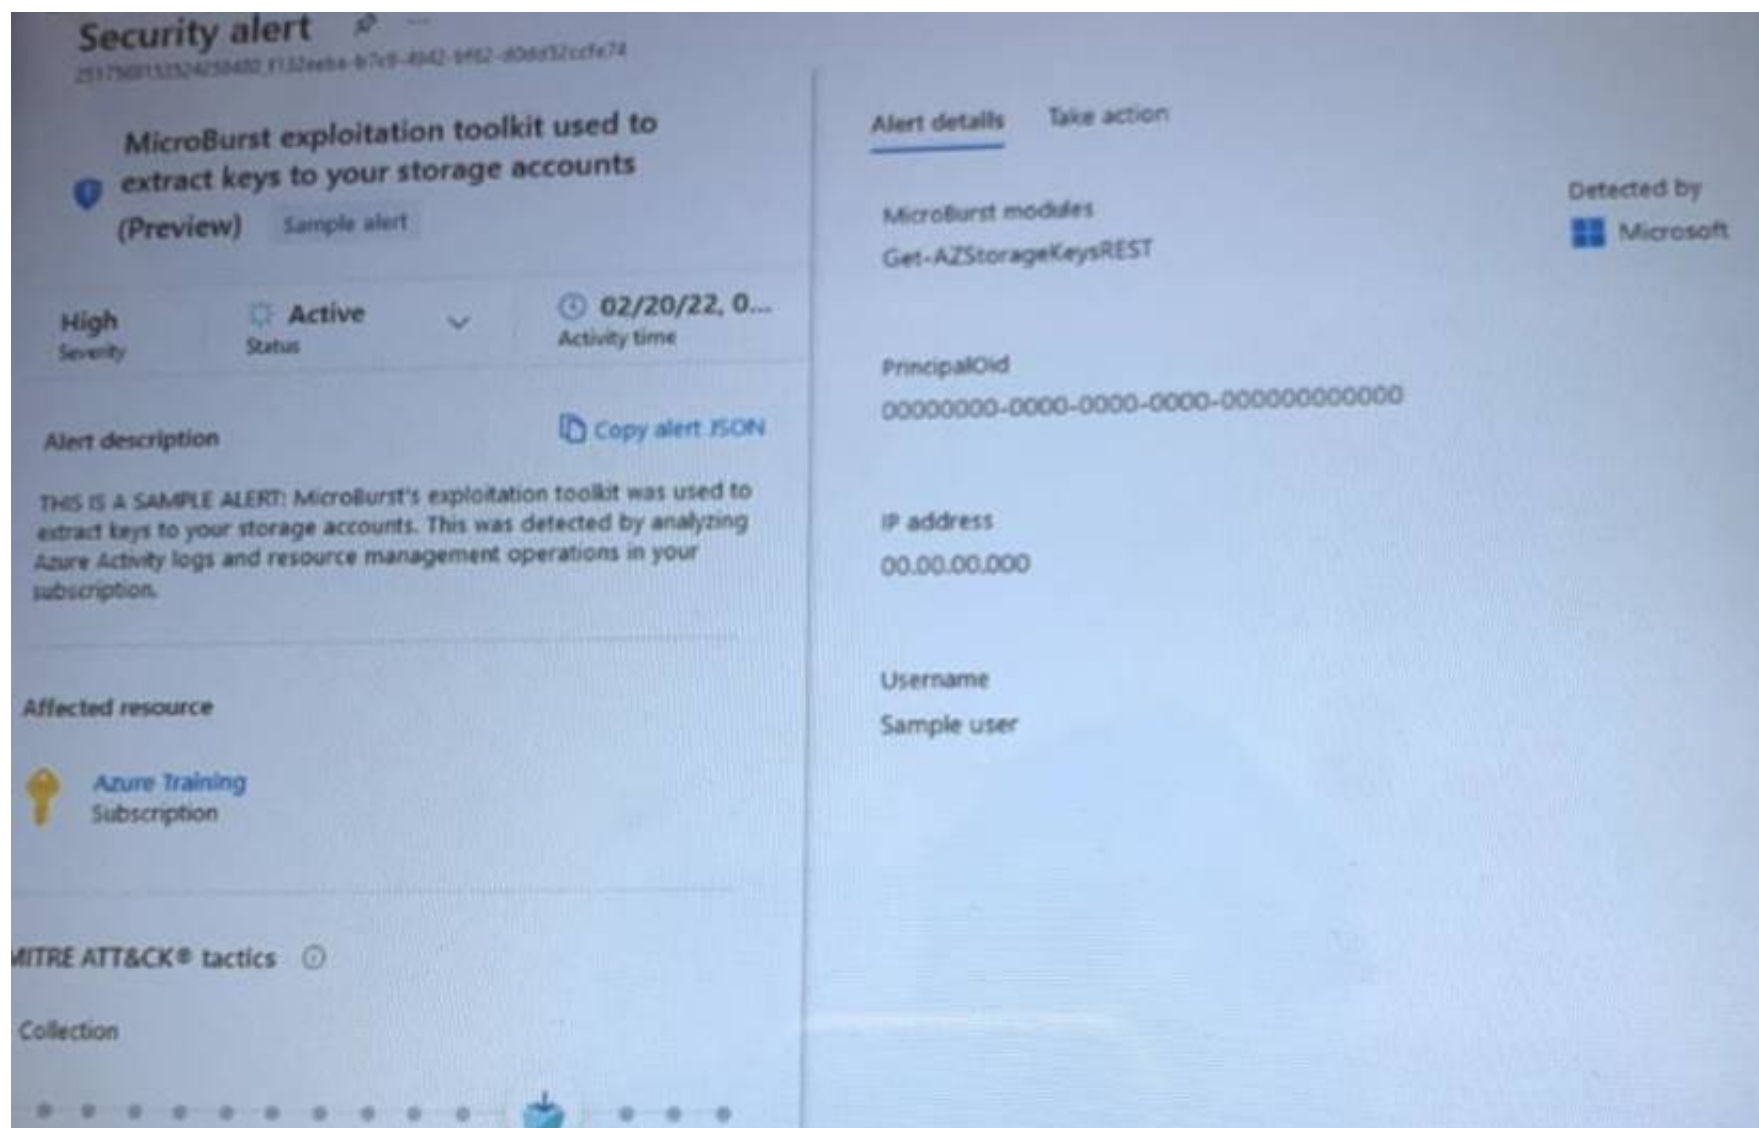 Security alert
MicroBurst exploitation toolkit used to
extract keys to your storage accounts
(Preview) Sample alert
High
Severity
Active
Status
02/20/22, 0...
Activity time
Alert description
Copy alert JSON
THIS IS A SAMPLE ALERT: MicroBurst's exploitation toolkit was used to
extract keys to your storage accounts. This was detected by analyzing
Azure Activity logs and resource management operations in your
subscription.
Affected resource
Azure Training
Subscription
MITRE ATT&CK® tactics
Collection
Alert details
Take action
MicroBurst modules
Get-AZStorageKeysREST
Detected by
Microsoft
PrincipalOid
00000000-0000-0000-0000-000000000000
IP address
00.00.00.000
Username
Sample user